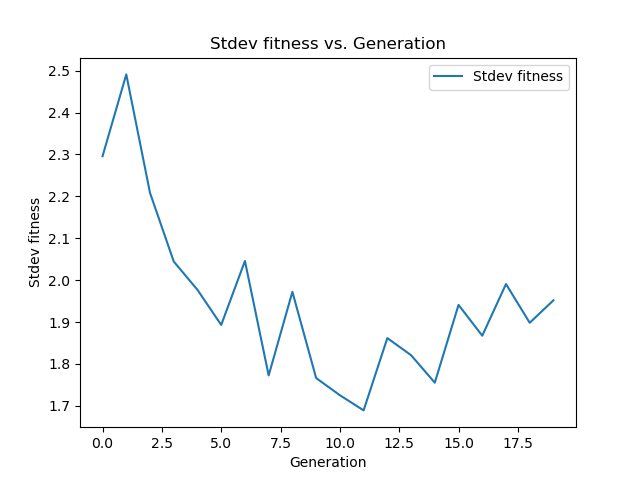 Stdev fitness vs. Generation
Stdev fitness
2.5
2.4
2.3
2.2
2.1
2.0
1.9
1.8
1.7
Stdev fitness
0.0 2.5 5.0 7.5 10.0 12.5 15.0 17.5
Generation